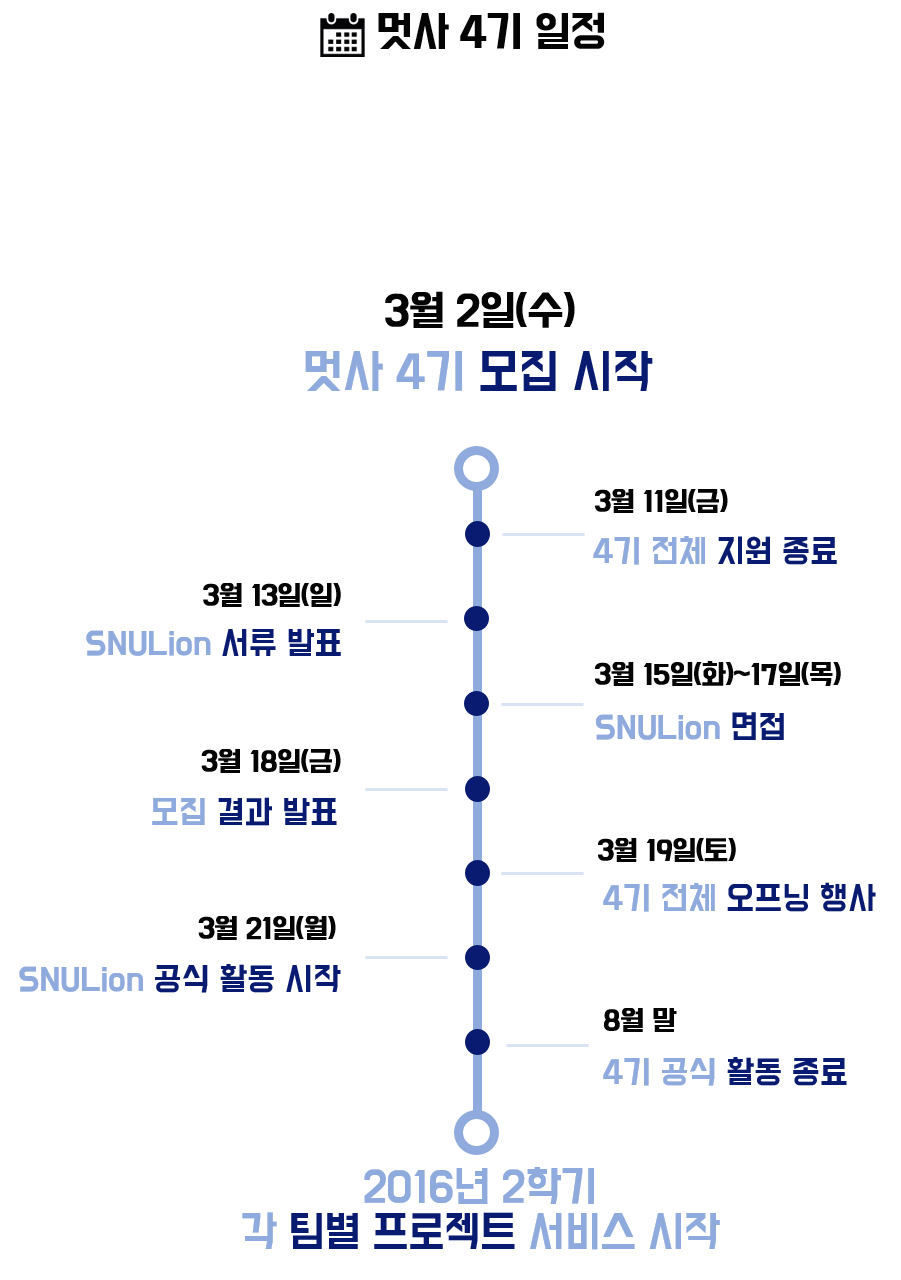 멋사 4기 일정
3월 2일(수)
멋사 4기 모집 시작
3월 11일(금)
4기 전체 지원 종료
3월 13일(일)
SNULion 서류 발표
3월 15일(화)~17일(목)
SNULion 면접
3월 18일(금)
모집 결과 발표
3월 19일(토)
4기 전체 오프닝 행사
3월 21일(월)
SNULion 공식 활동 시작
8월 말
4기 공식 활동 종료
2016년 2학기
각 팀별 프로젝트 서비스 시작